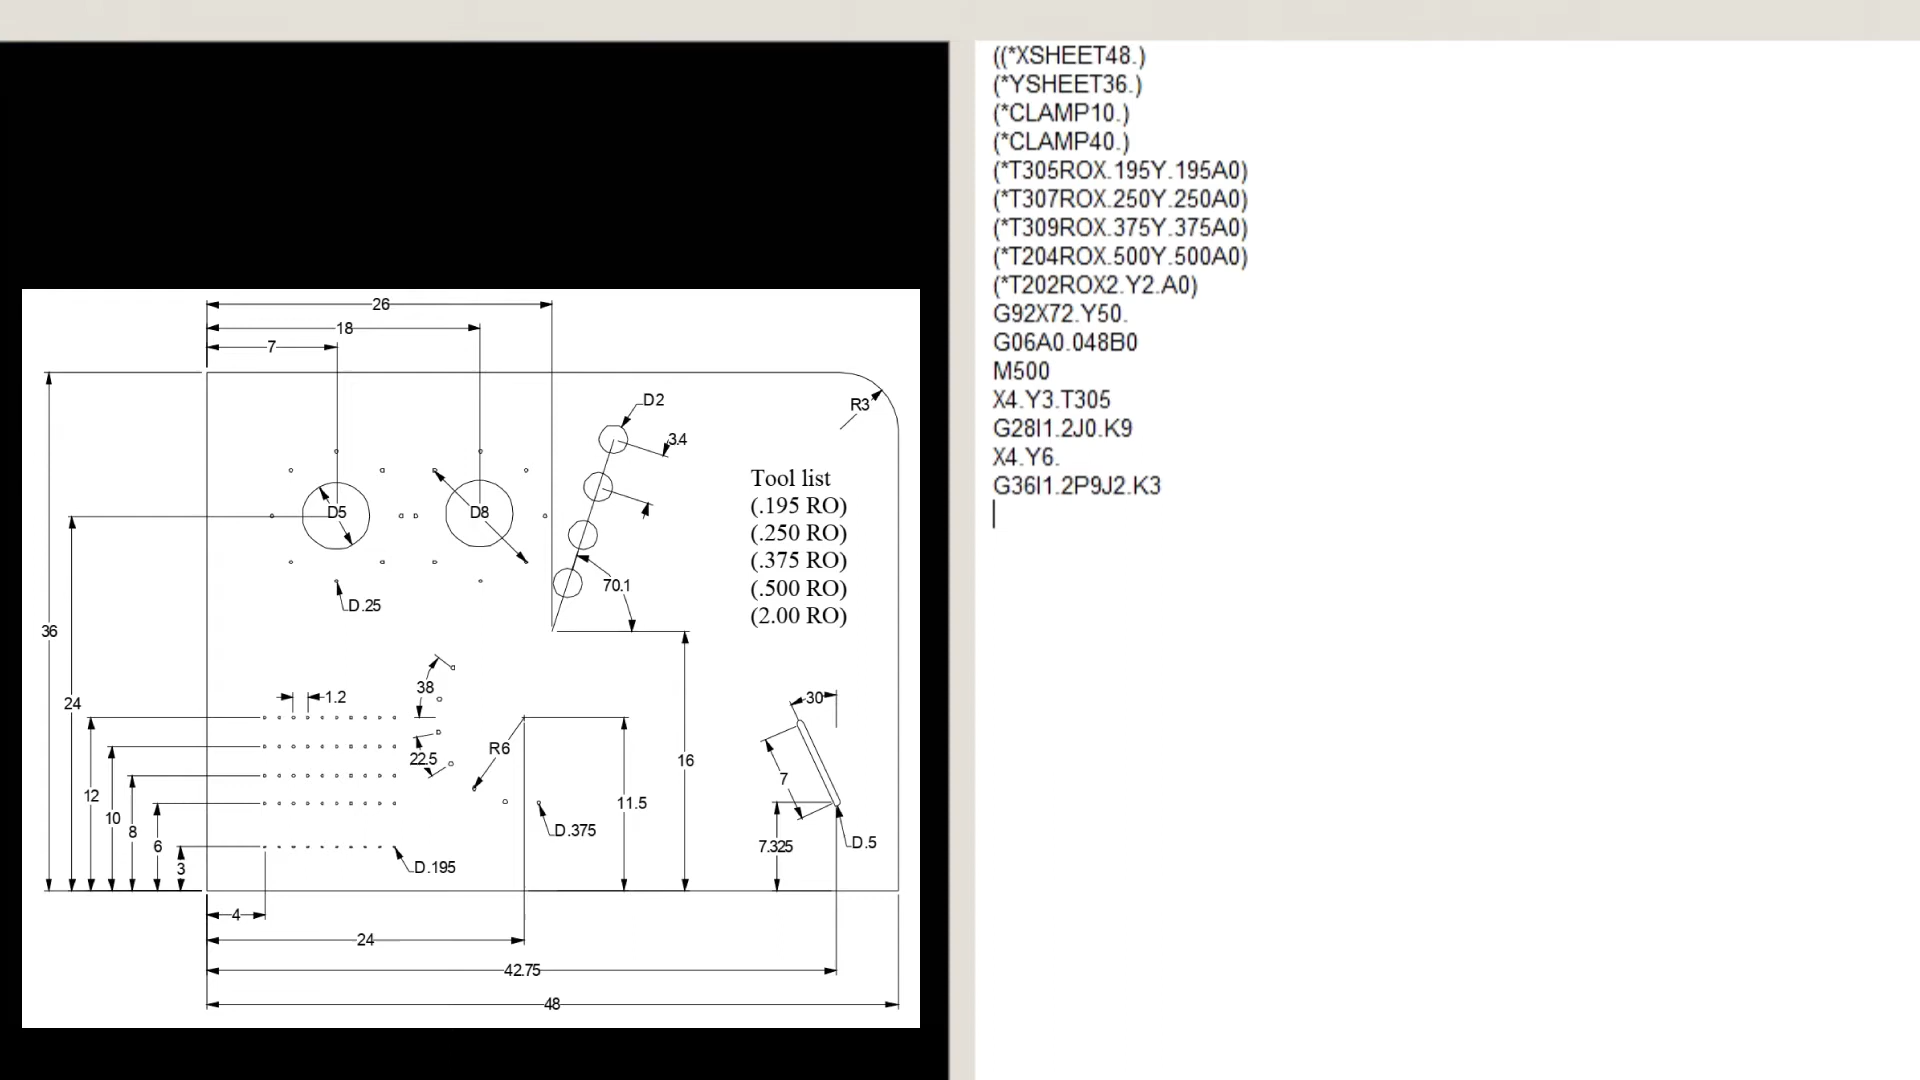 26
18
7
D2
R3
3.4
Tool list
(.195 RO)
D5
D8
(.250 RO)
(.375 RO)
70.1
(.500 RO)
D.25
(2.00 RO)
36
38
1.2
30
24
R6
22.5
16
7
12
11.5
10
8
D.375
6
7.325
D.5
3
D.195
4
24
42.75
48
((*XSHEET48.)
(*YSHEET36.)
(*CLAMP10.)
(*CLAMP40.)
(*T305ROX.195Y.195A0)
(*T307ROX.250Y.250A0)
(*T309ROX.375Y.375A0)
(*T204ROX.500Y.500A0)
(*T202ROX2.Y2.A0)
G92X72.Y50.
G06A0.048B0
M500
X4.Y3.T305
G28I1.2J0.K9
X4.Y6.
G36I1.2P9J2.K3